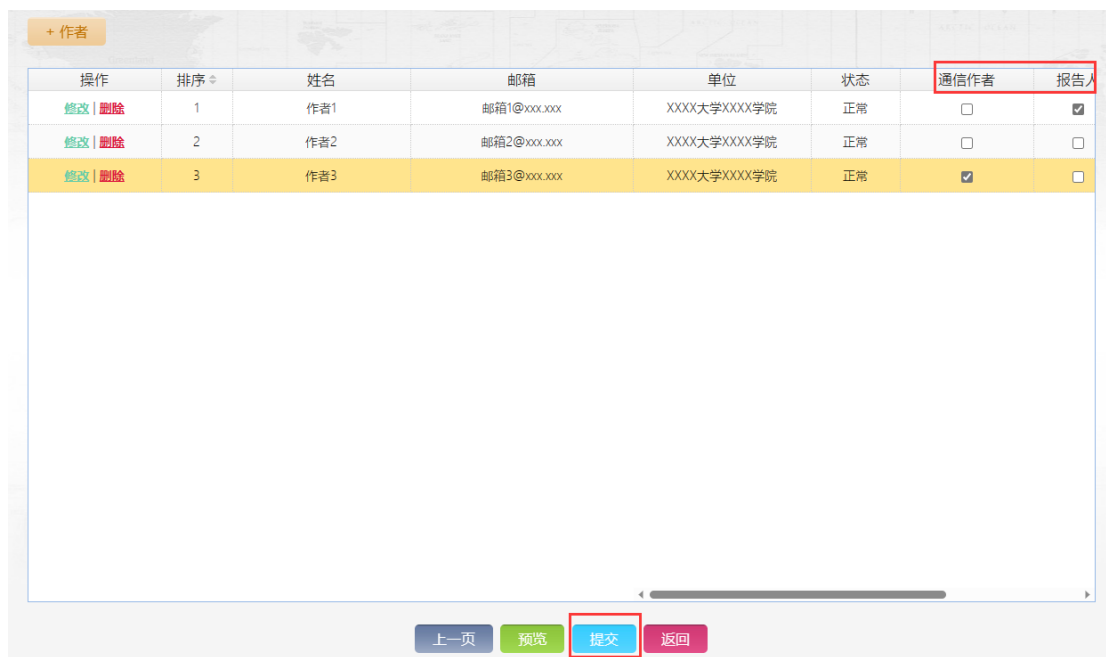 + 作者
操作 排序 姓名 邮箱 单位 状态 通信作者 报告人
修改 | 删除 1 作者1 邮箱1@xxx.xxx XXXX大学XXXX学院 正常
修改 | 删除 2 作者2 邮箱2@xxx.xxx XXXX大学XXXX学院 正常
修改 | 删除 3 作者3 邮箱3@xxx.xxx XXXX大学XXXX学院 正常
上一页 预览 提交 返回